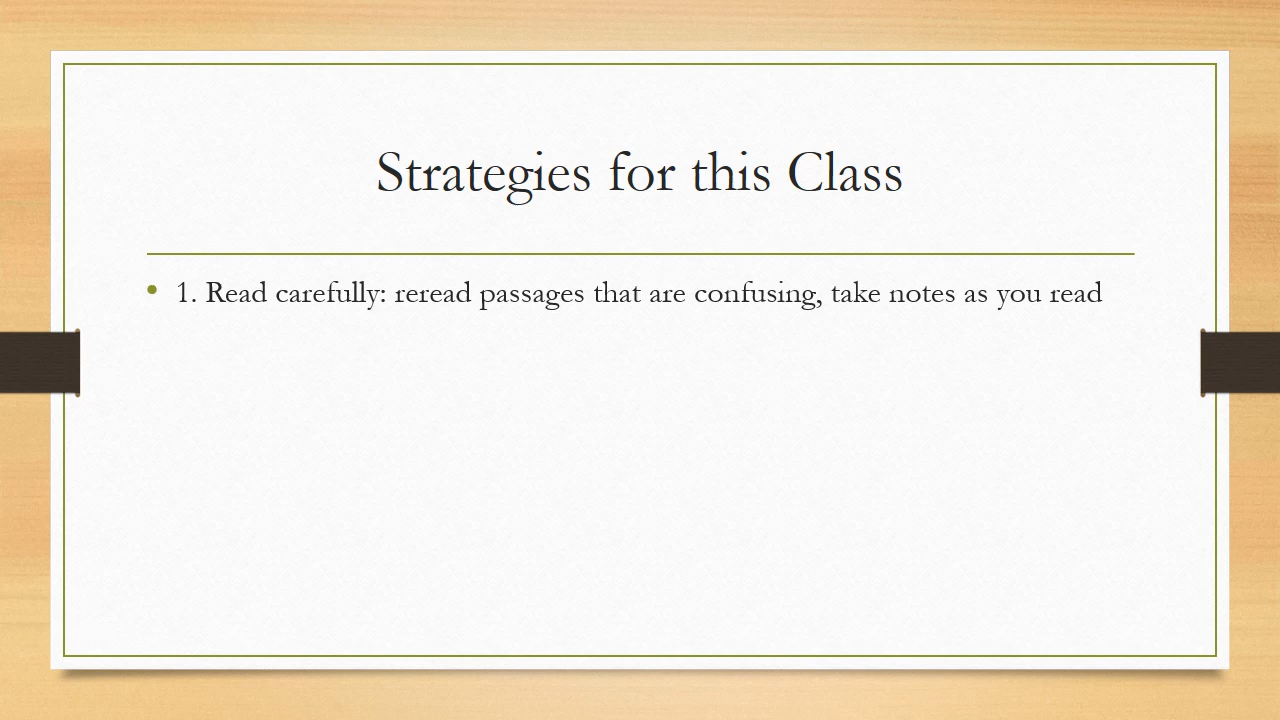 Strategies for this Class
• 1. Read carefully: reread passages that are confusing, take notes as you read